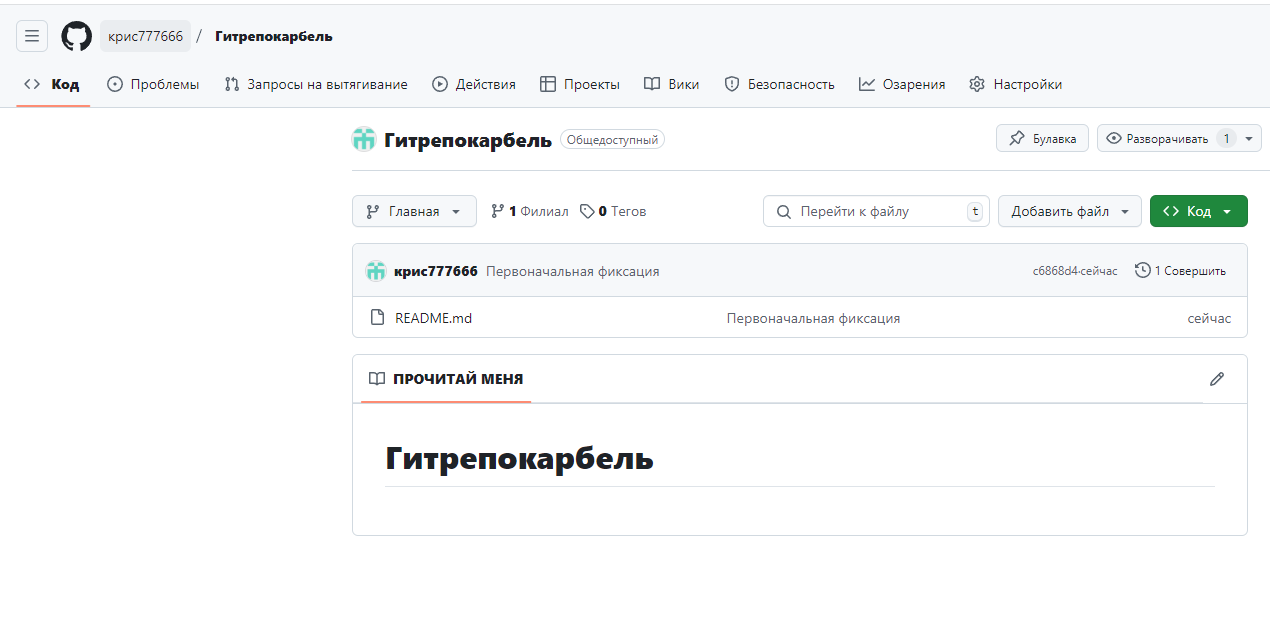 крис777666 / Гитрепокарбель
Код Проблемы Запросы на вытягивание Действия Проекты Вики Безопасность Озарения Настройки
Гитрепокарбель Общедоступный Булавка Разворачивать 1
Главная 1 Филиал 0 Тегов Перейти к файлу t Добавить файл Код
крис777666 Первоначальная фиксация c6868d4·сейчас 1 Совершить
README.md Первоначальная фиксация сейчас
ПРОЧИТАЙ МЕНЯ
Гитрепокарбель